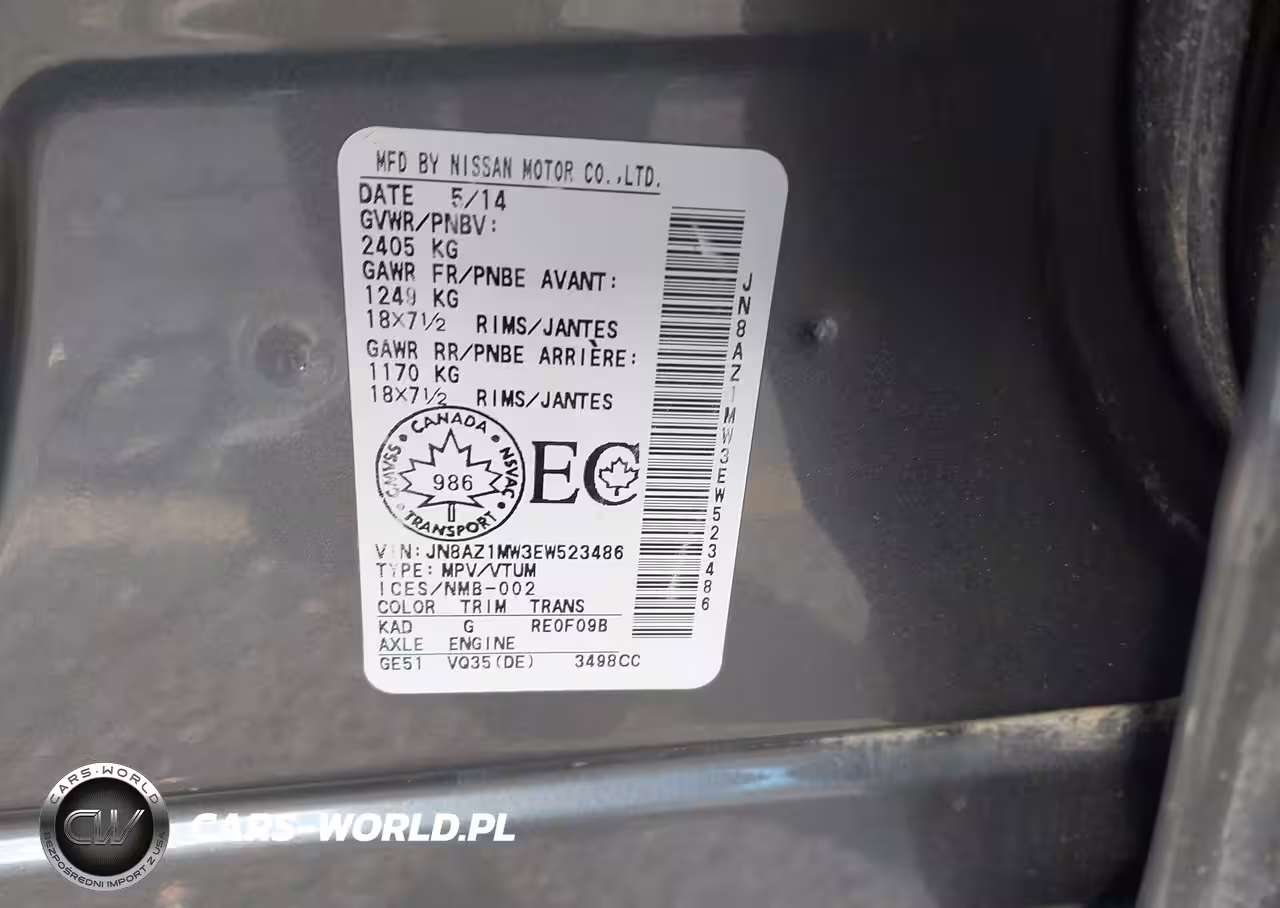 MFD BY NISSAN MOTOR CO.,LTD.
DATE 5/14
GVWR/PNBV:
2405 KG
GAWR FR/PNBE AVANT:
1249 KG
18X7½ RIMS/JANTES
GAWR RR/PNBE ARRIÈRE:
1170 KG
18X7½ RIMS/JANTES
CANADA
CMVSS NSVAC
986
TRANSPORT
EC
VIN: JN8AZ1MW3EW523486
TYPE: MPV/VTUM
ICES/NMB-002
COLOR TRIM TRANS
KAD G RE0F09B
AXLE ENGINE
GE51 VQ35(DE) 3498CC
JN8AZ1MW3EW523486
CARS-WORLD
CW
BEZPOŚREDNI IMPORT Z USA
CARS-WORLD.PL